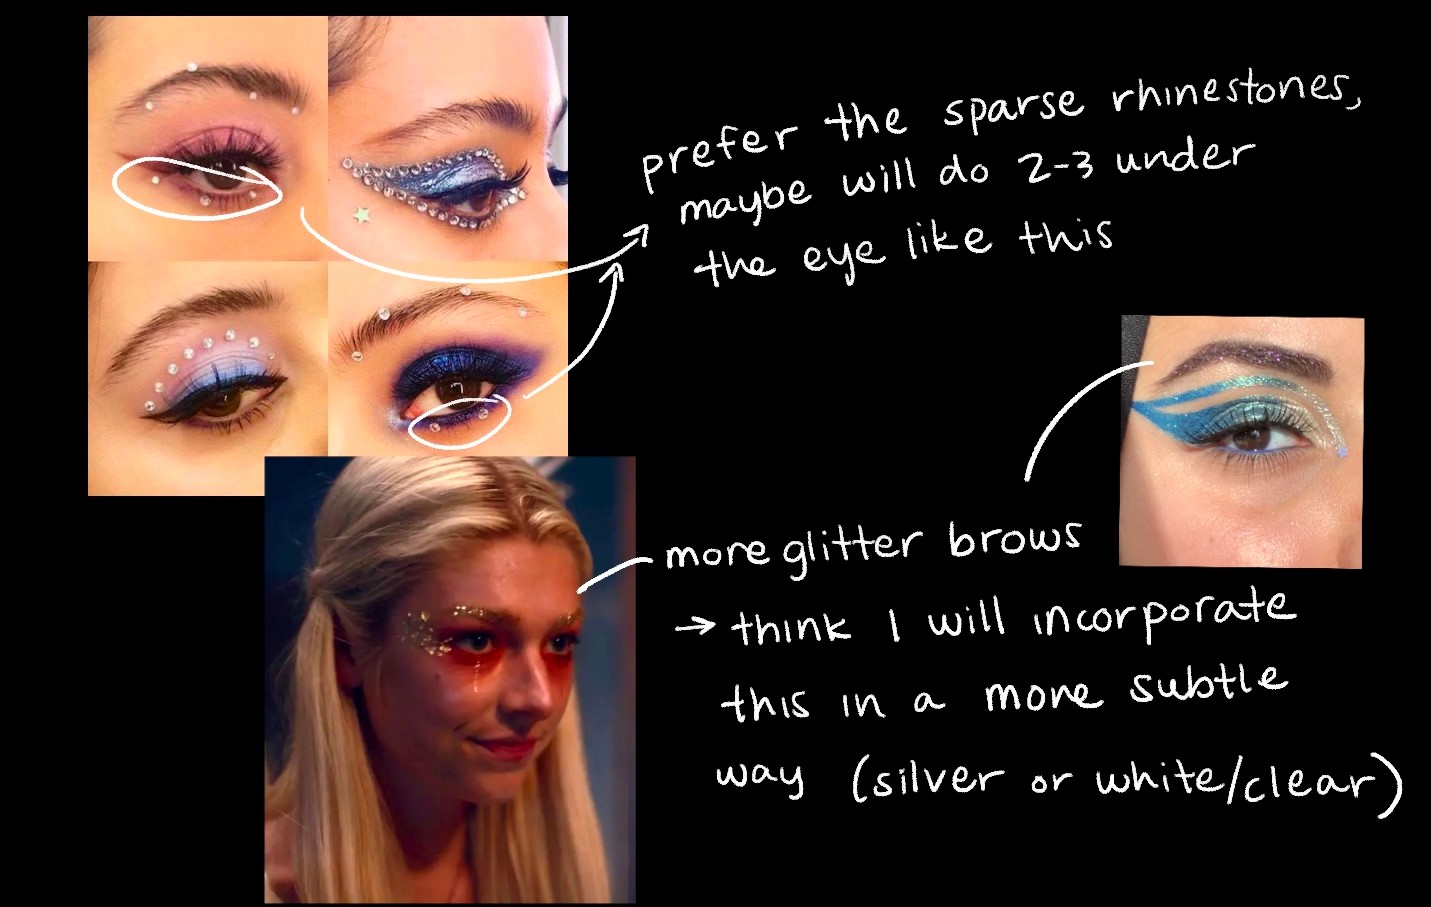 prefer the sparse rhinestones,
maybe will do 2-3 under
the eye like this
more glitter brows
→ think I will incorporate
this in a more subtle
way (silver or white/clear)